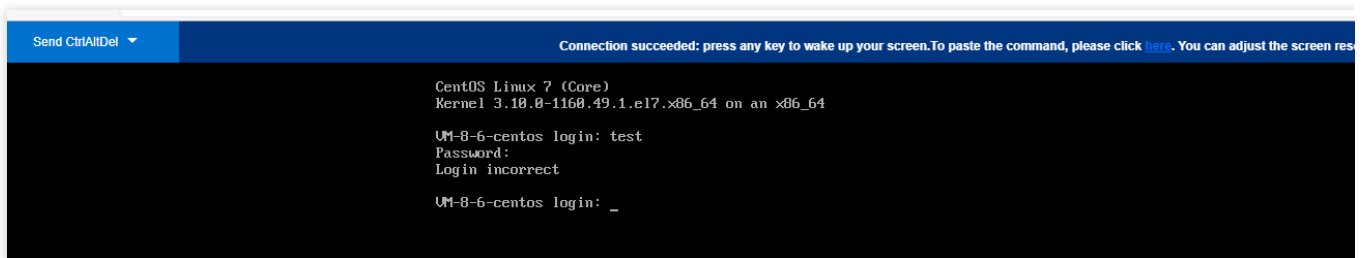 Send CtrlAltDel
Connection succeeded: press any key to wake up your screen.To paste the command, please click here. You can adjust the screen res
CentOS Linux 7 (Core)
Kernel 3.10.0-1160.49.1.el7.x86_64 on an x86_64
VM-8-6-centos login: test
Password:
Login incorrect
VM-8-6-centos login: _